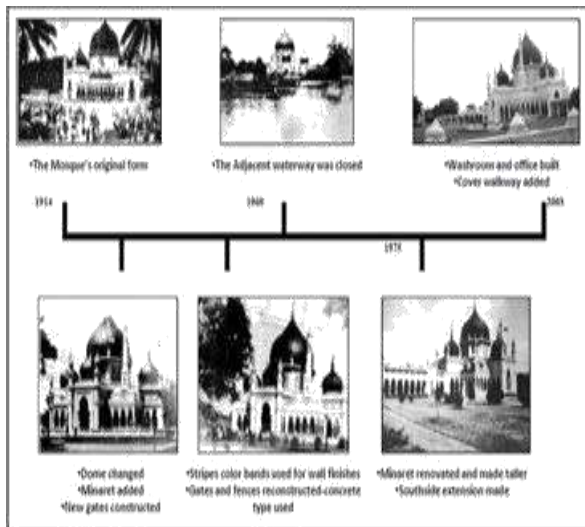 •The Mosque's original form
•The Adjacent waterway was closed
•Washroom and office built
•Cover walkway added
1914
1975
•Dome changed
•Minaret added
•New gates constructed
•Stripes color bands used for wall finishes
•Gates and fences reconstructed-concrete
type used
•Minaret renovated and made taller
•Southside extension made